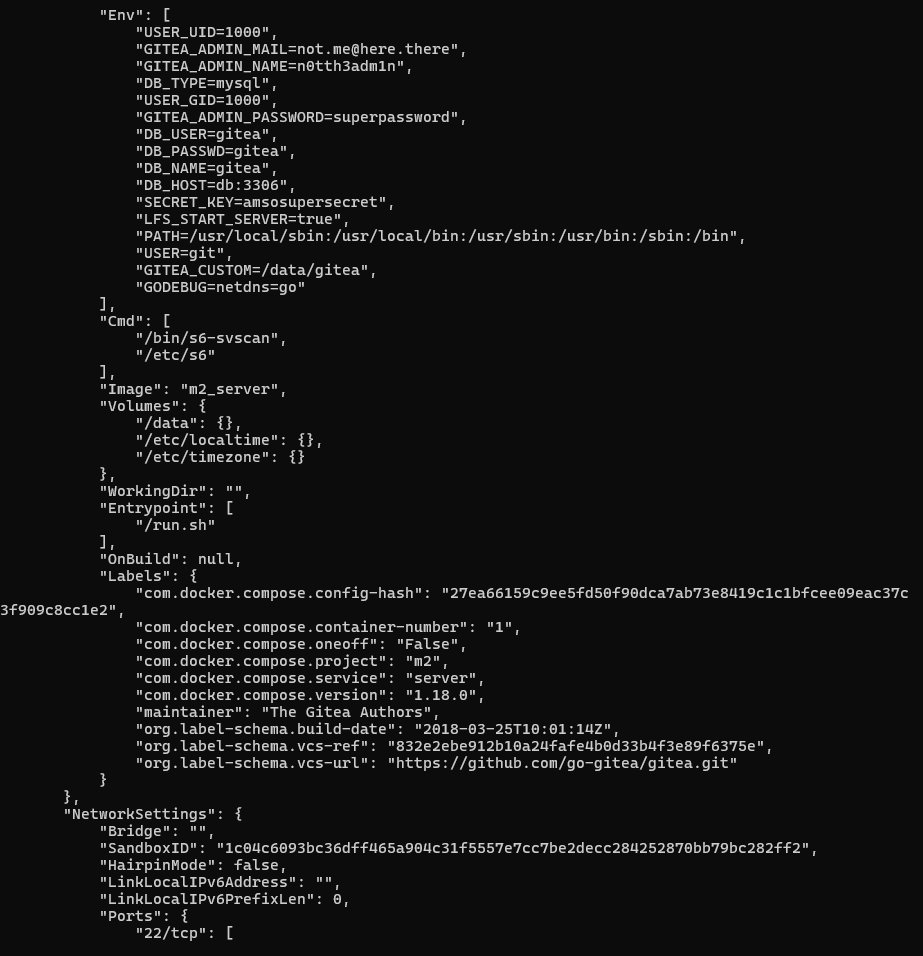 "Env": [
"USER_UID=1000",
"GITEA_ADMIN_MAIL=not.me@here.there",
"GITEA_ADMIN_NAME=n0tth3adm1n",
"DB_TYPE=mysql",
"USER_GID=1000",
"GITEA_ADMIN_PASSWORD=superpassword",
"DB_USER=gitea",
"DB_PASSWD=gitea",
"DB_NAME=gitea",
"DB_HOST=db:3306",
"SECRET_KEY=amsosupersecret",
"LFS_START_SERVER=true",
"PATH=/usr/local/sbin:/usr/local/bin:/usr/sbin:/usr/bin:/sbin:/bin",
"USER=git",
"GITEA_CUSTOM=/data/gitea",
"GODEBUG=netdns=go"
],
"Cmd": [
"/bin/s6-svscan",
"/etc/s6"
],
"Image": "m2_server",
"Volumes": {
"/data": {},
"/etc/localtime": {},
"/etc/timezone": {}
},
"WorkingDir": "",
"Entrypoint": [
"/run.sh"
],
"OnBuild": null,
"Labels": {
"com.docker.compose.config-hash": "27ea66159c9ee5fd50f90dca7ab73e8419c1c1bfcee09eac37c
3f909c8cc1e2",
"com.docker.compose.container-number": "1",
"com.docker.compose.oneoff": "False",
"com.docker.compose.project": "m2",
"com.docker.compose.service": "server",
"com.docker.compose.version": "1.18.0",
"maintainer": "The Gitea Authors",
"org.label-schema.build-date": "2018-03-25T10:01:14Z",
"org.label-schema.vcs-ref": "832e2ebe912b10a24fafe4b0d33b4f3e89f6375e",
"org.label-schema.vcs-url": "https://github.com/go-gitea/gitea.git"
}
},
"NetworkSettings": {
"Bridge": "",
"SandboxID": "1c04c6093bc36dff465a904c31f5557e7cc7be2decc284252870bb79bc282ff2",
"HairpinMode": false,
"LinkLocalIPv6Address": "",
"LinkLocalIPv6PrefixLen": 0,
"Ports": {
"22/tcp": [